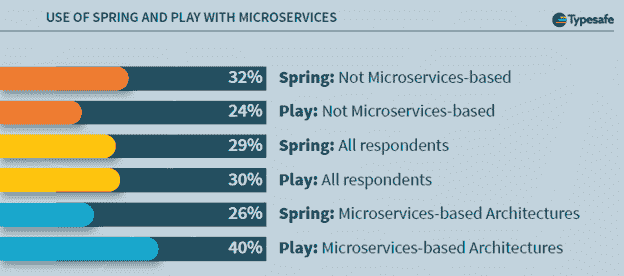 USE OF SPRING AND PLAY WITH MICROSERVICES
Typesafe
32% Spring: Not Microservices-based
24% Play: Not Microservices-based
29% Spring: All respondents
30% Play: All respondents
26% Spring: Microservices-based Architectures
40% Play: Microservices-based Architectures